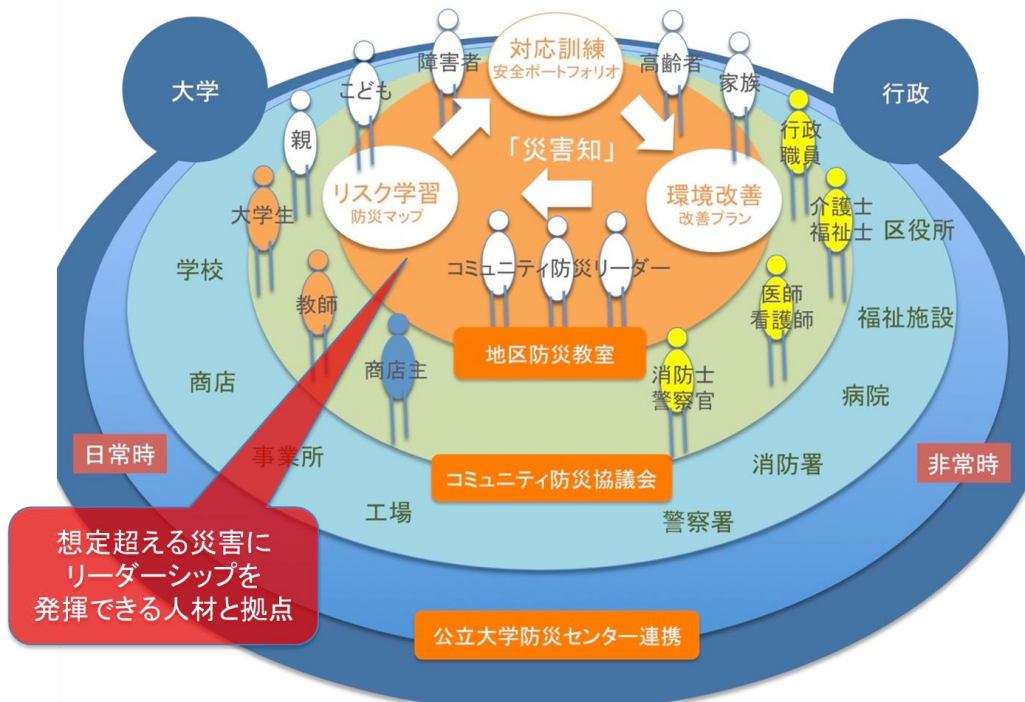 大学
行政
対応訓練
安全ポートフォリオ
障害者
高齢者
こども
家族
親
行政
職員
「災害知」
リスク学習
防災マップ
環境改善
改善プラン
大学生
介護士
福祉士
区役所
学校
コミュニティ防災リーダー
教師
医師
看護師
福祉施設
地区防災教室
商店
商店主
消防士
警察官
病院
日常時
事業所
消防署
非常時
コミュニティ防災協議会
工場
警察署
想定超える災害に
リーダーシップを
発揮できる人材と拠点
公立大学防災センター連携